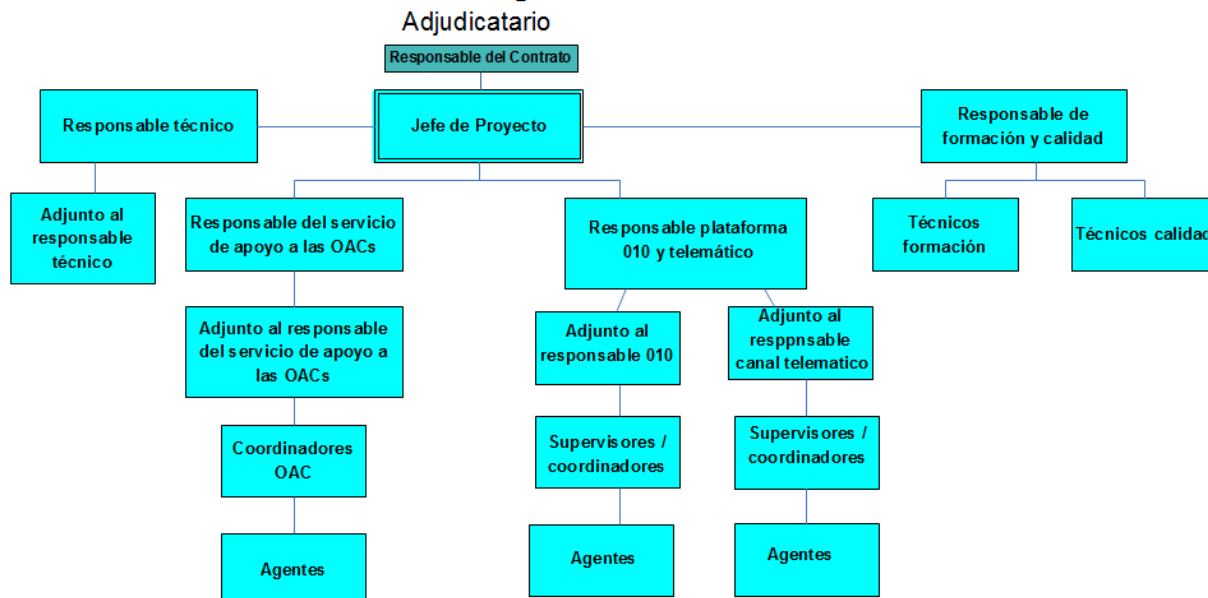 Adjudicatario
Responsable del Contrato
Responsable técnico
Jefe de Proyecto
Responsable de
formación y calidad
Adjunto al
responsable
técnico
Responsable del servicio
de apoyo a las OACs
Responsable plataforma
010 y telemático
Técnicos
formación
Técnicos calidad
Adjunto al responsable
del servicio de apoyo a
las OACs
Adjunto al
responsable 010
Adjunto al
resppnsable
canal telematico
Coordinadores
OAC
Supervisores /
coordinadores
Supervisores /
coordinadores
Agentes
Agentes
Agentes